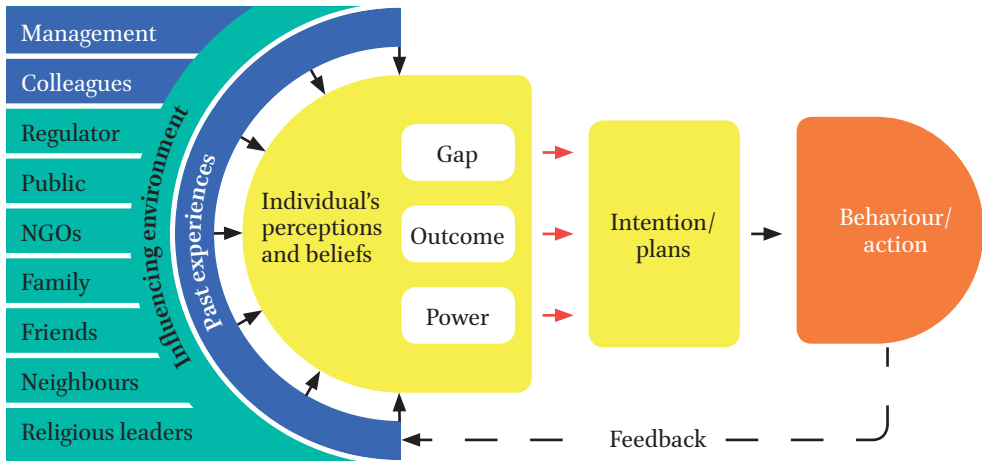 Management
Colleagues
Regulator
Public
NGOs
Family
Friends
Neighbours
Religious leaders
Influencing environment
Past experiences
Individual's
perceptions
and beliefs
Gap
Outcome
Power
Intention/
plans
Behaviour/
action
Feedback